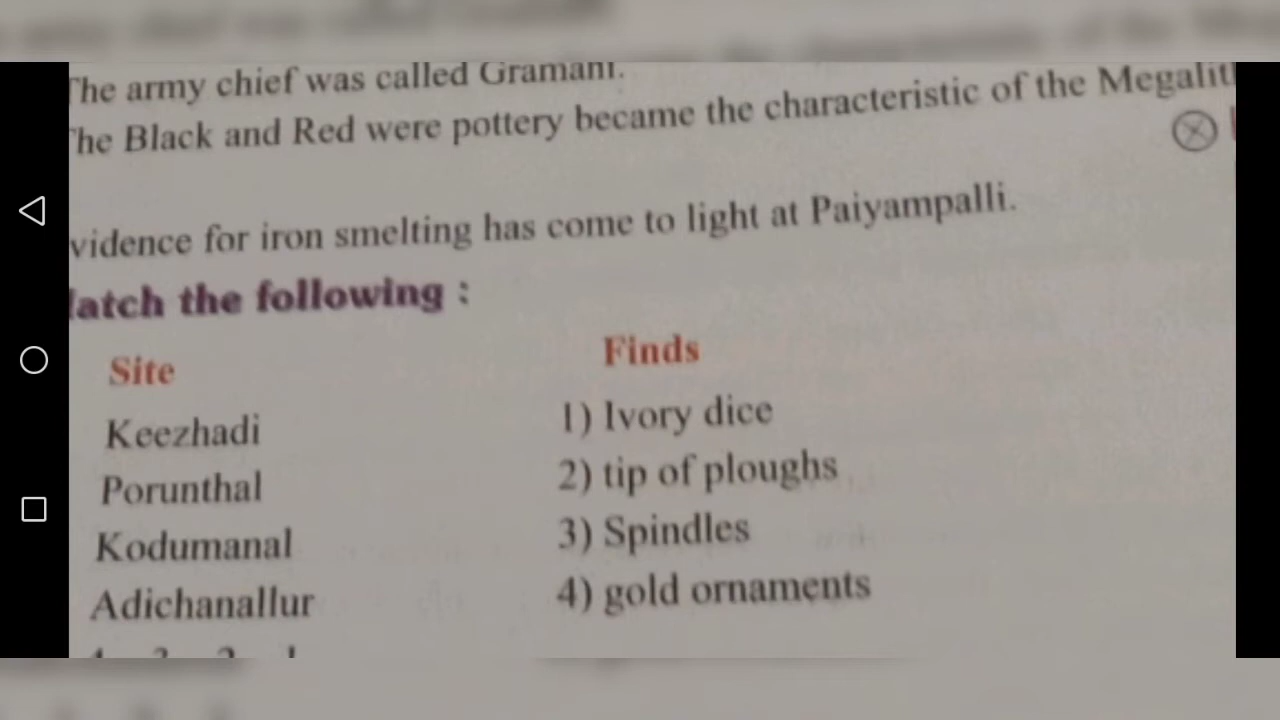 The army chief was called Gramani.
The Black and Red were pottery became the characteristic of the Megalit
vidence for iron smelting has come to light at Paiyampalli.
atch the following :
Site Finds
Keezhadi 1) Ivory dice
Porunthal 2) tip of ploughs
Kodumanal 3) Spindles
Adichanallur 4) gold ornaments